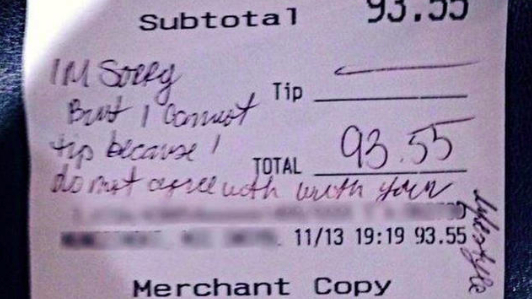 Subtotal 93.55
IM Sorry
But I cannot
Tip
tip because I
TOTAL 93.55
do not agree with with your
lifestyle
11/13 19:19 93.55
Merchant Copy